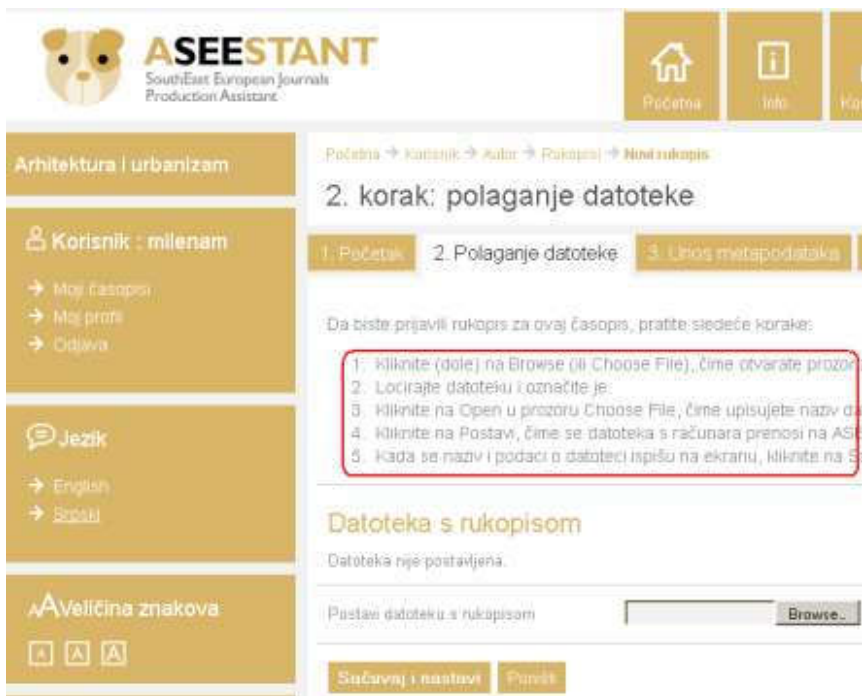 ASEESTANT
SouthEast European Journals
Production Assistant
Početna
Info
Arhitektura i urbanizam
Korisnik : milenam
Moji časopisi
Moj profil
Odjava
Jezik
English
Srpski
Veličina znakova
A A A
Početna → Korisnik → Autor → Rukopisi → Novi rukopis
2. korak: polaganje datoteke
1. Početak 2. Polaganje datoteke 3. Unos metapodataka
Da biste prijavili rukopis za ovaj časopis, pratite sledeće korake:
1. Kliknite (dole) na Browse (ili Choose File), čime otvarate prozor
2. Locirajte datoteku i označite je.
3. Kliknite na Open u prozoru Choose File, čime upisujete naziv da
4. Kliknite na Postavi, čime se datoteka s računara prenosi na ASE
5. Kada se naziv i podaci o datoteci ispišu na ekranu, kliknite na S
Datoteka s rukopisom
Datoteka nije postavljena.
Postavi datoteku s rukopisom Browse..
Sačuvaj i nastavi Poništi